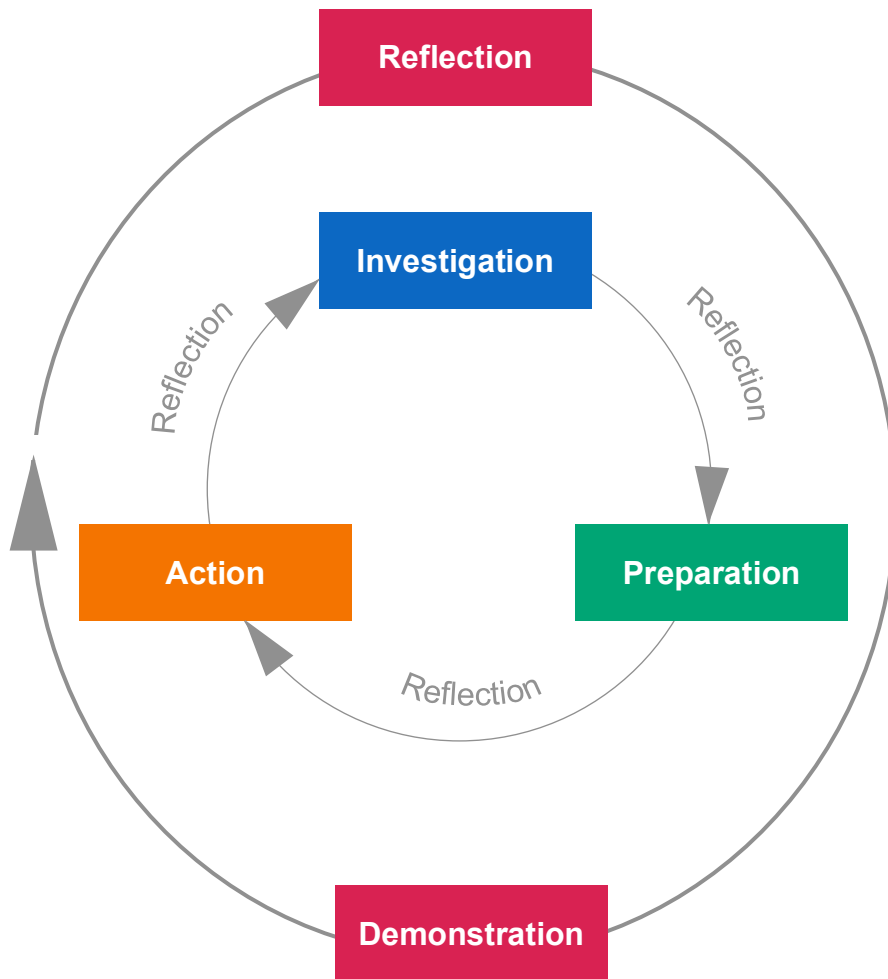 Reflection
Investigation
Reflection
Reflection
Action
Preparation
Reflection
Demonstration